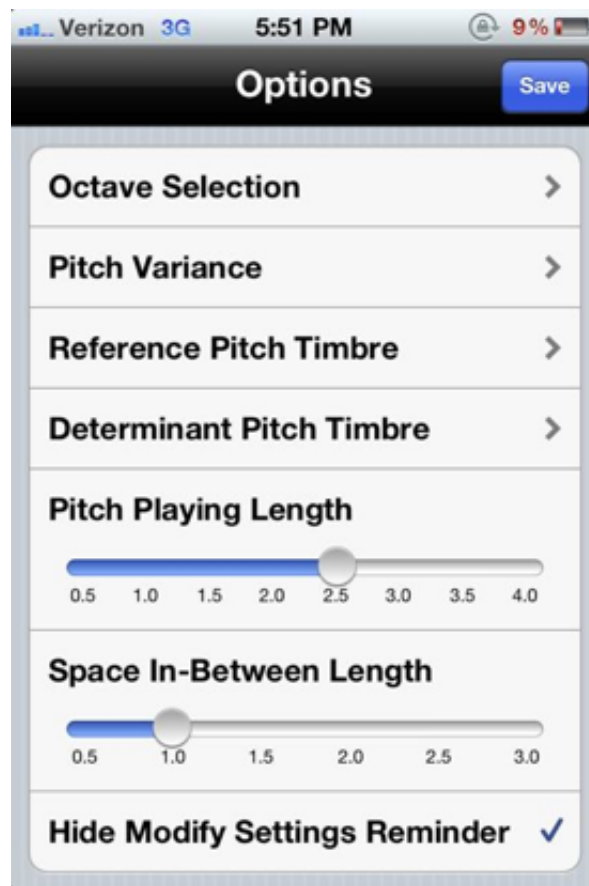 Verizon 3G 5:51 PM 9%
Options Save
Octave Selection
Pitch Variance
Reference Pitch Timbre
Determinant Pitch Timbre
Pitch Playing Length
0.5 1.0 1.5 2.0 2.5 3.0 3.5 4.0
Space In-Between Length
0.5 1.0 1.5 2.0 2.5 3.0
Hide Modify Settings Reminder